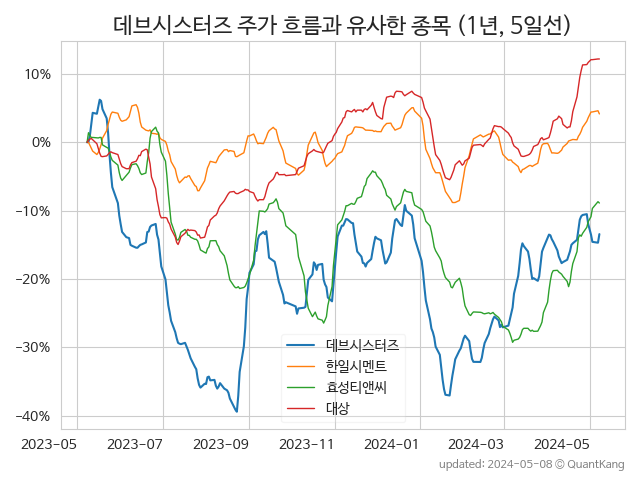 데브시스터즈 주가 흐름과 유사한 종목 (1년, 5일선)
10%
0%
−10%
−20%
−30%
−40%
데브시스터즈
한일시멘트
효성티앤씨
대상
2023-05 2023-07 2023-09 2023-11 2024-01 2024-03 2024-05
updated: 2024-05-08 © QuantKang